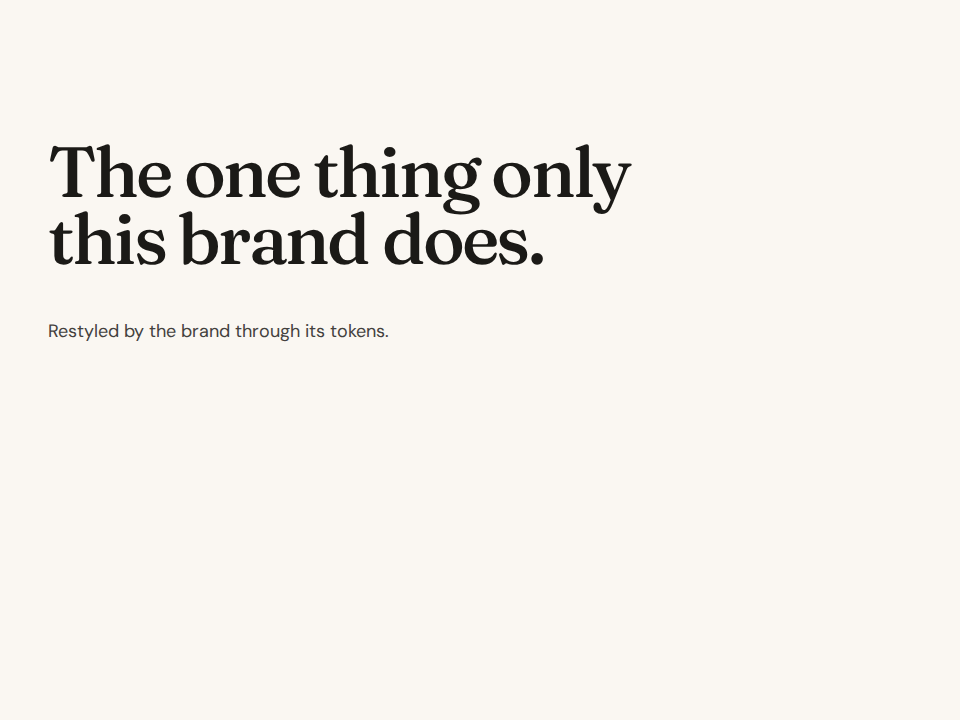 The one thing only
this brand does.
Restyled by the brand through its tokens.